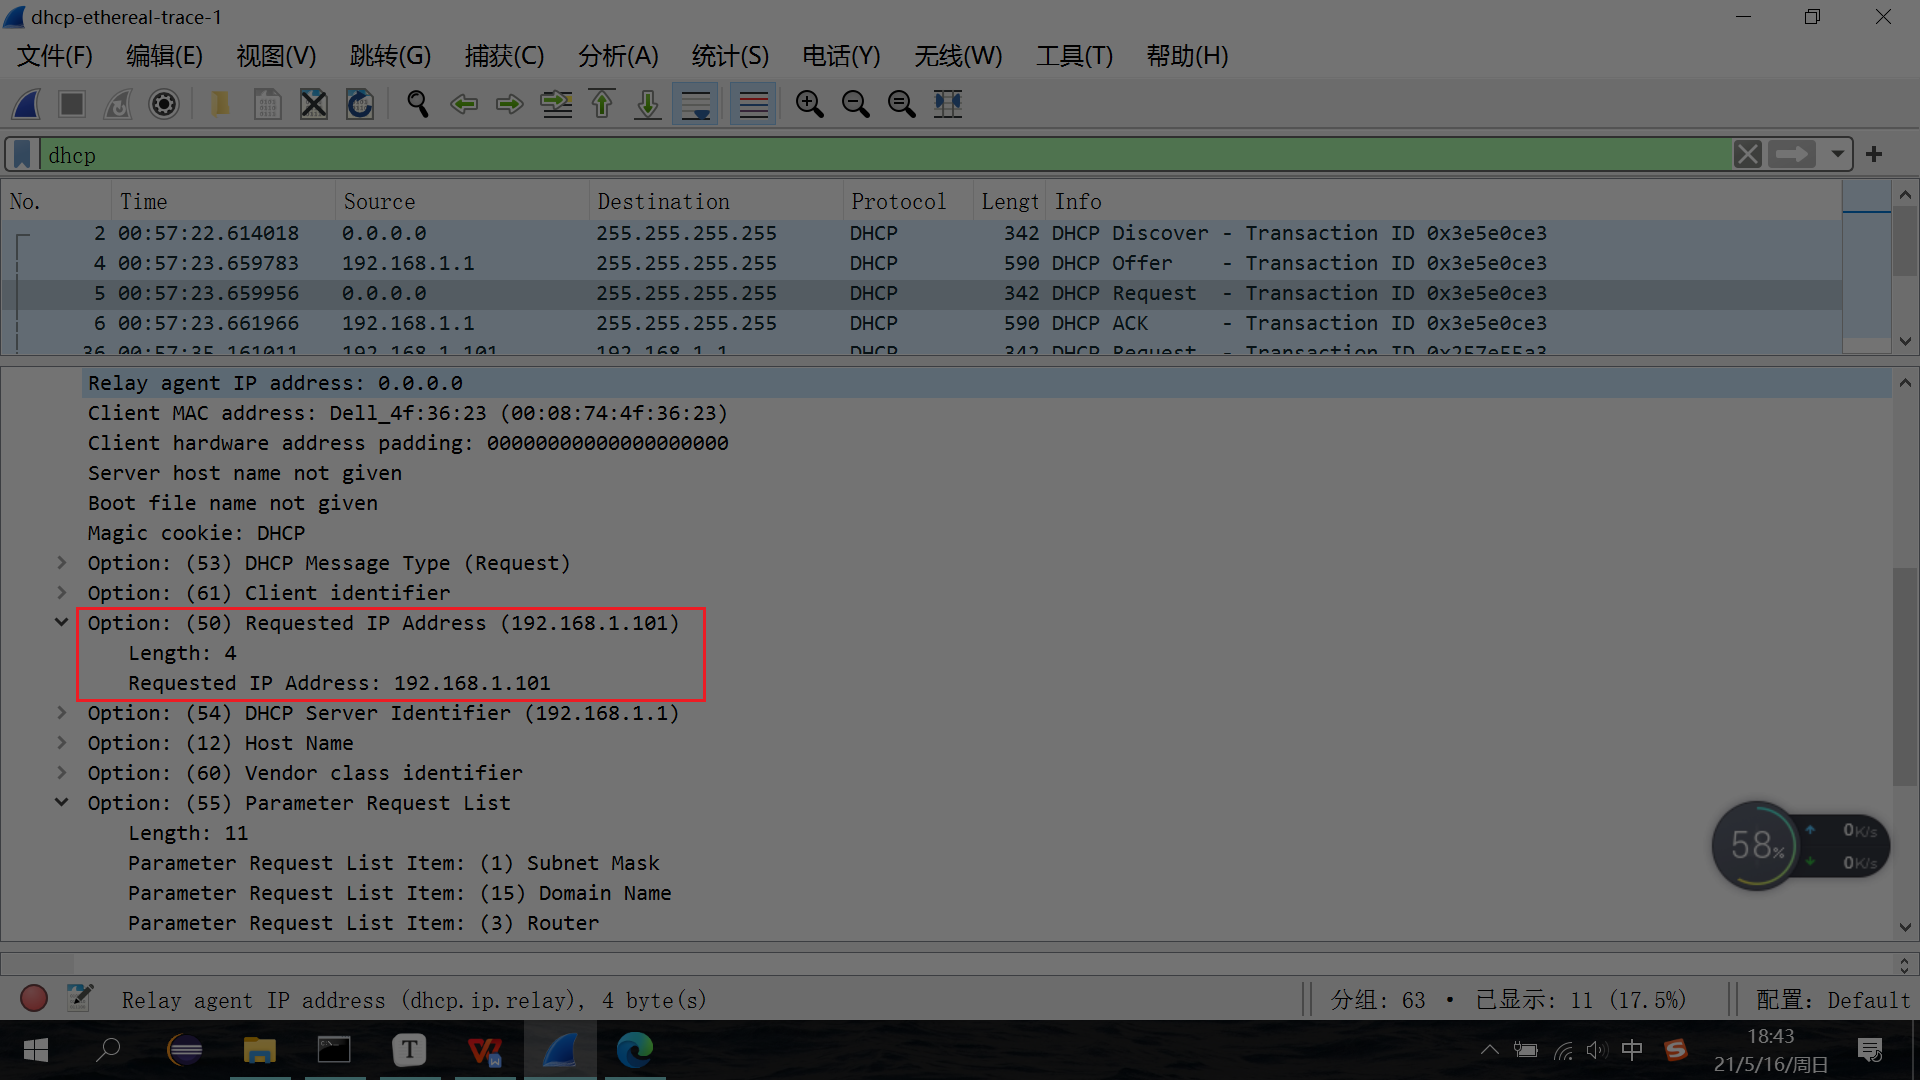 dhcp-ethereal-trace-1
文件(F) 编辑(E) 视图(V) 跳转(G) 捕获(C) 分析(A) 统计(S) 电话(Y) 无线(W) 工具(T) 帮助(H)
dhcp
No. Time Source Destination Protocol Lengt Info
2 00:57:22.614018 0.0.0.0 255.255.255.255 DHCP 342 DHCP Discover - Transaction ID 0x3e5e0ce3
4 00:57:23.659783 192.168.1.1 255.255.255.255 DHCP 590 DHCP Offer - Transaction ID 0x3e5e0ce3
5 00:57:23.659956 0.0.0.0 255.255.255.255 DHCP 342 DHCP Request - Transaction ID 0x3e5e0ce3
6 00:57:23.661966 192.168.1.1 255.255.255.255 DHCP 590 DHCP ACK - Transaction ID 0x3e5e0ce3
36 00:57:35.161011 192.168.1.101 192.168.1.1 DHCP 342 DHCP Request - Transaction ID 0x257e55a3
Relay agent IP address: 0.0.0.0
Client MAC address: Dell_4f:36:23 (00:08:74:4f:36:23)
Client hardware address padding: 00000000000000000000
Server host name not given
Boot file name not given
Magic cookie: DHCP
Option: (53) DHCP Message Type (Request)
Option: (61) Client identifier
Option: (50) Requested IP Address (192.168.1.101)
Length: 4
Requested IP Address: 192.168.1.101
Option: (54) DHCP Server Identifier (192.168.1.1)
Option: (12) Host Name
Option: (60) Vendor class identifier
Option: (55) Parameter Request List
Length: 11
Parameter Request List Item: (1) Subnet Mask
Parameter Request List Item: (15) Domain Name
Parameter Request List Item: (3) Router
58%
0K/s
0K/s
Relay agent IP address (dhcp.ip.relay), 4 byte(s) 分组: 63 · 已显示: 11 (17.5%) 配置: Default
中
18:43
21/5/16/周日